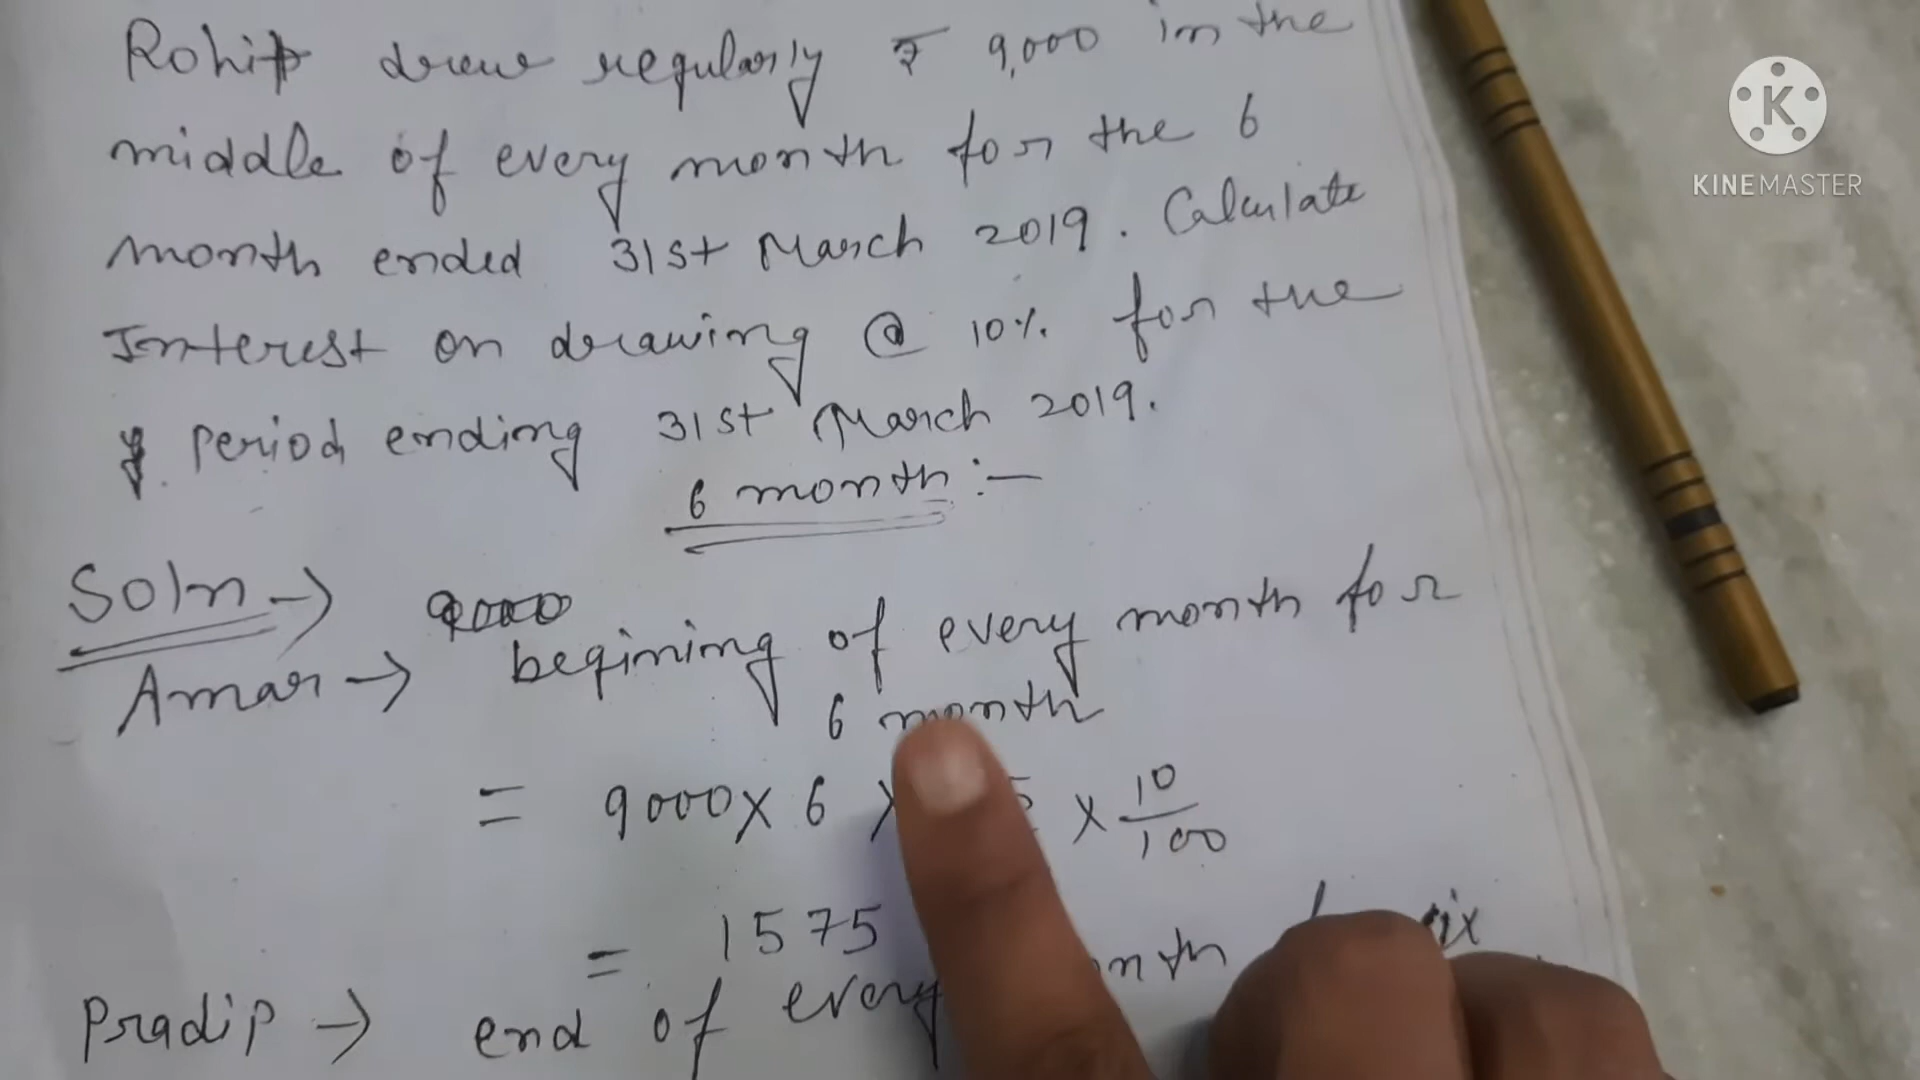 Rohit drew regularly ₹ 9,000 in the
middle of every month for the 6
month ended 31st March 2019. Calculate
Interest on drawing @ 10% for the
period ending 31st March 2019.
6 month :-
Soln →
9000
Amar → begining of every month for
6 month
= 9000 × 6 × × 10/100
= 1575
Pradip → end of every six
K
KINEMASTER